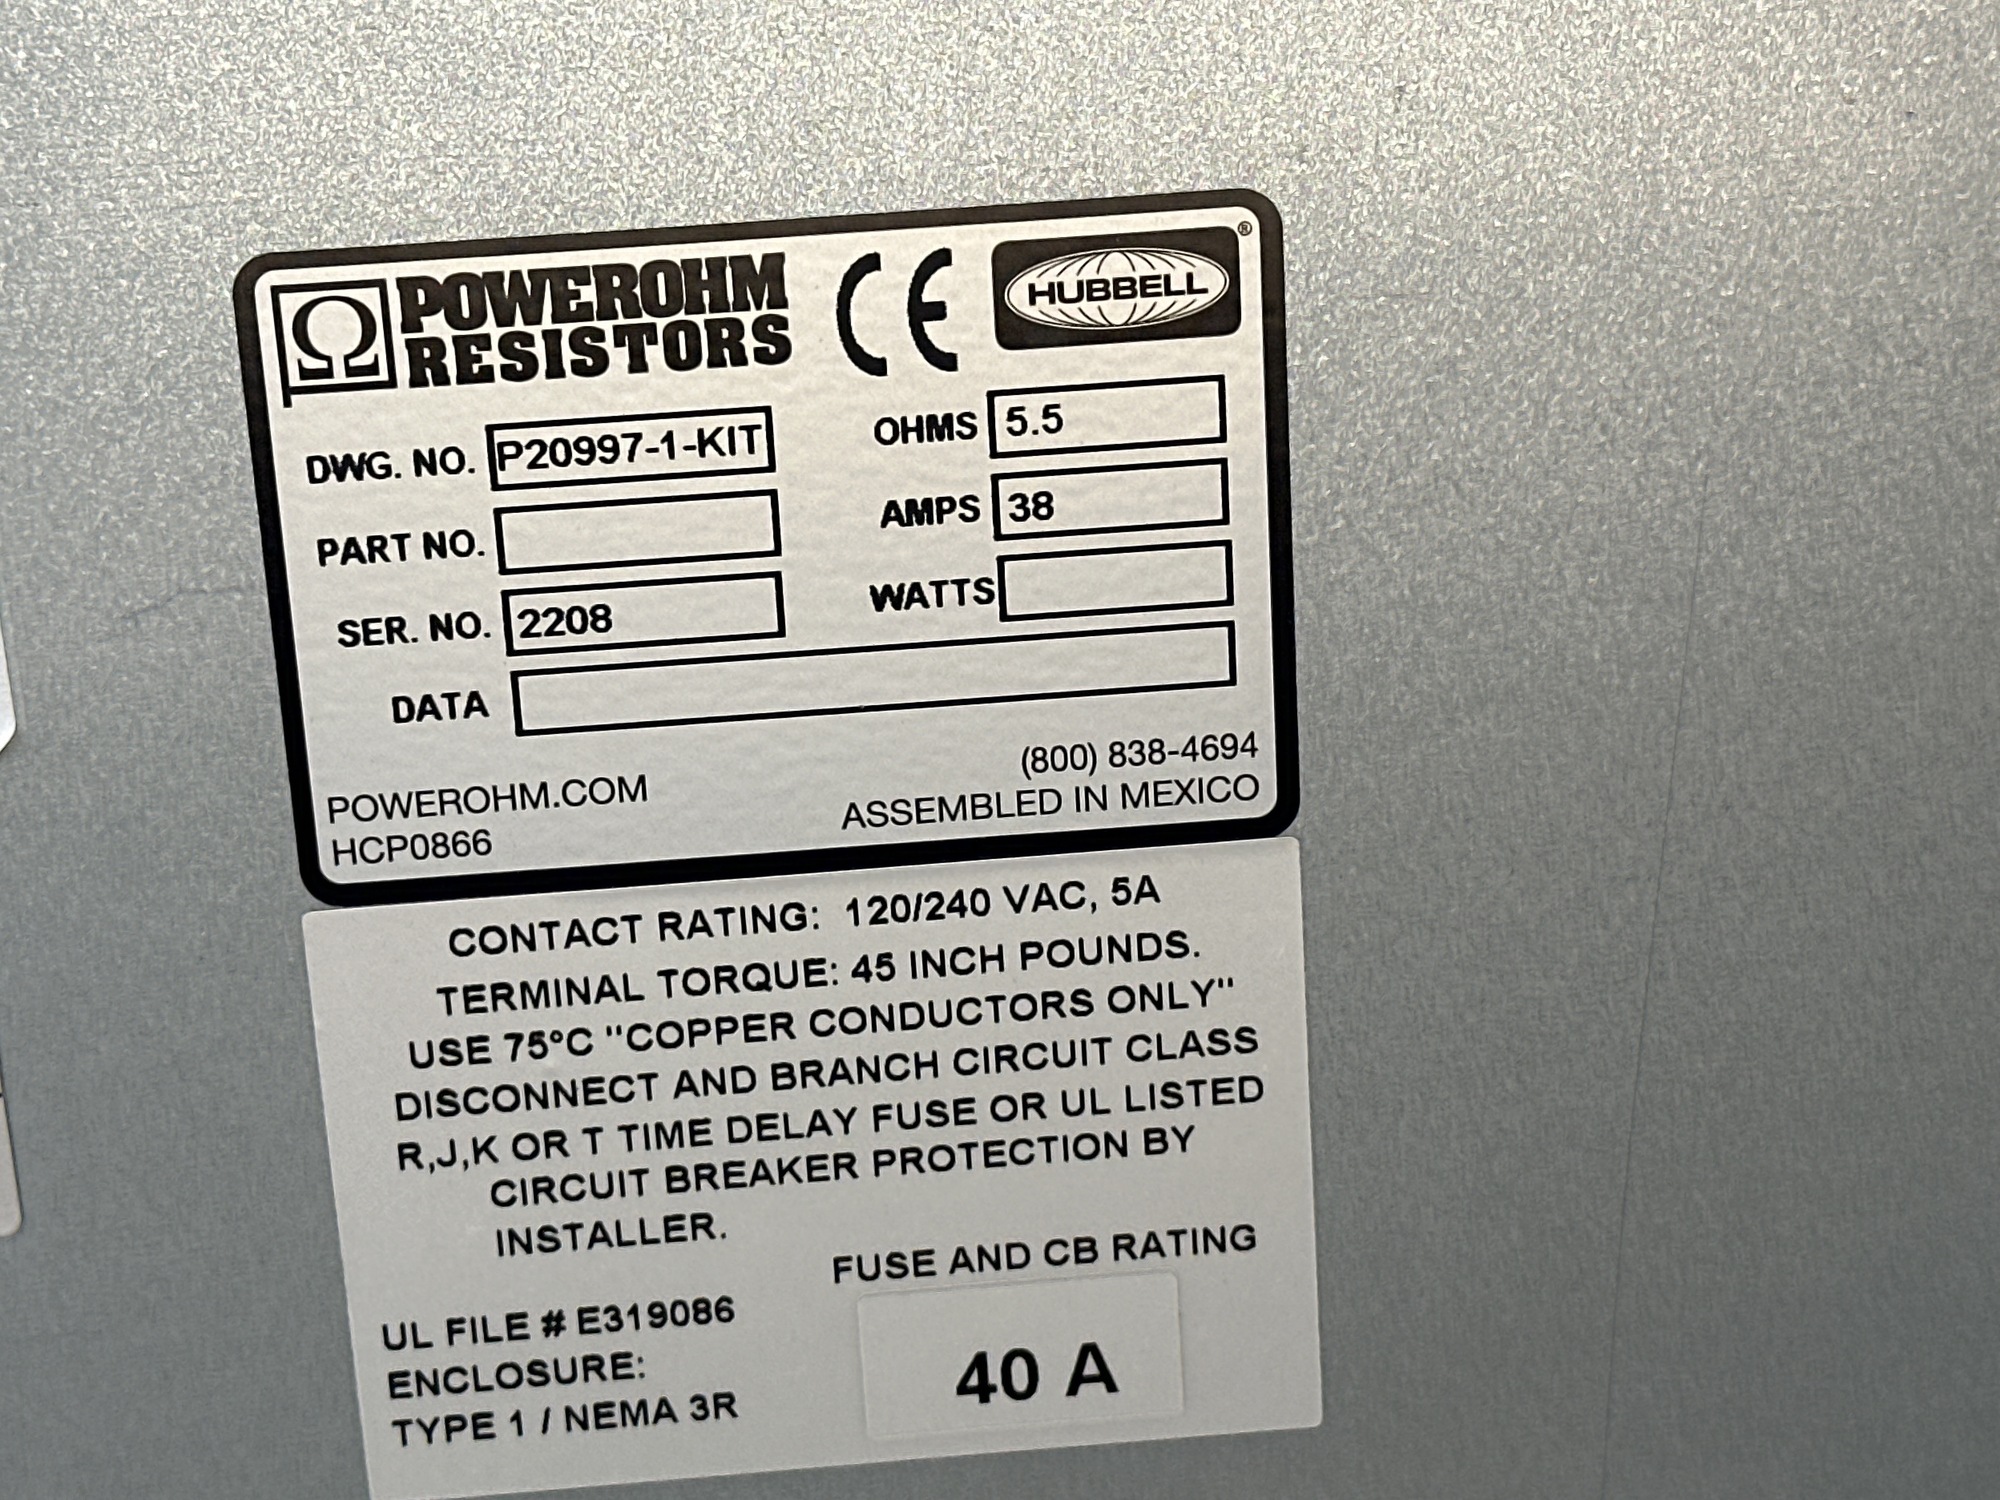 Ω POWEROHM
RESISTORS
CE
HUBBELL®
DWG. NO. P20997-1-KIT
OHMS 5.5
PART NO.
AMPS 38
SER. NO. 2208
WATTS
DATA
POWEROHM.COM
(800) 838-4694
HCP0866
ASSEMBLED IN MEXICO
CONTACT RATING: 120/240 VAC, 5A
TERMINAL TORQUE: 45 INCH POUNDS.
USE 75°C "COPPER CONDUCTORS ONLY"
DISCONNECT AND BRANCH CIRCUIT CLASS
R,J,K OR T TIME DELAY FUSE OR UL LISTED
CIRCUIT BREAKER PROTECTION BY
INSTALLER.
FUSE AND CB RATING
40 A
UL FILE # E319086
ENCLOSURE:
TYPE 1 / NEMA 3R